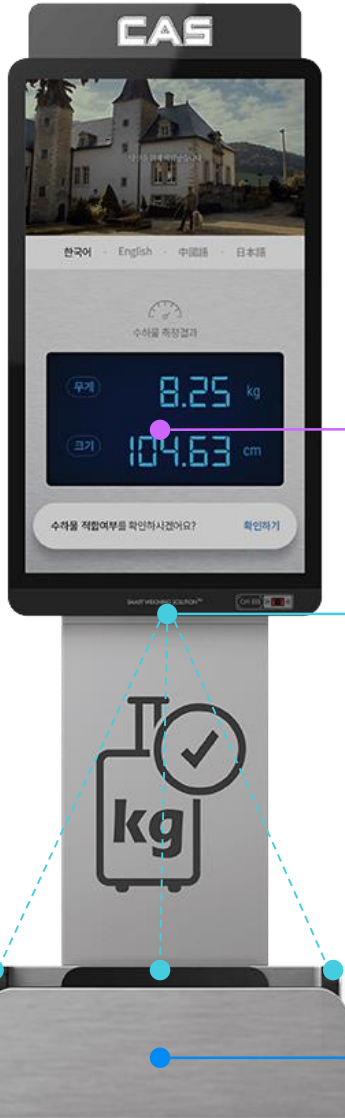 CAS
한국어 · English · 中國語 · 日本語
수하물 측정결과
무게 8.25 kg
크기 104.63 cm
수하물 적합여부를 확인하시겠어요? 확인하기
SMART WEIGHING SOLUTION™
kg